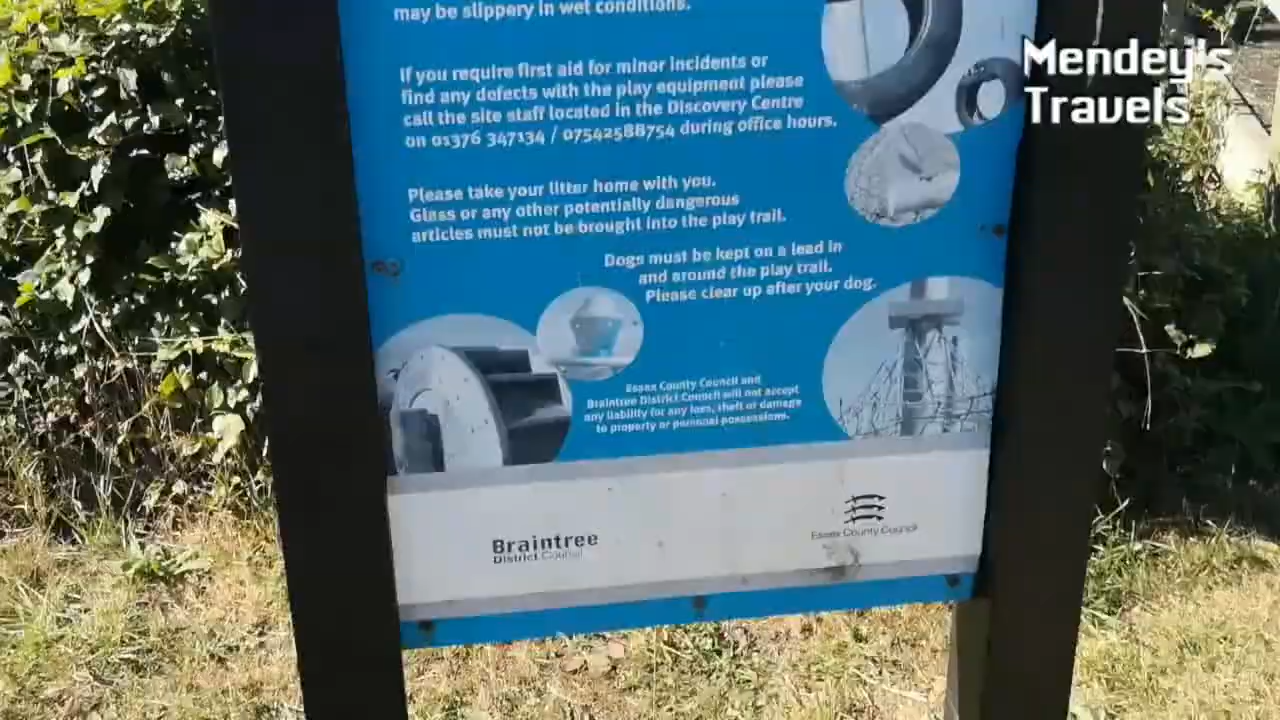 may be slippery in wet conditions.
If you require first aid for minor incidents or
find any defects with the play equipment please
call the site staff located in the Discovery Centre
on 01376 347134 / 07542588754 during office hours.
Please take your litter home with you.
Glass or any other potentially dangerous
articles must not be brought into the play trail.
Dogs must be kept on a lead in
and around the play trail.
Please clear up after your dog.
Essex County Council and
Braintree District Council will not accept
any liability for any loss, theft or damage
to property or personal possessions.
Braintree
District Council
Essex County Council
Mendey's
Travels